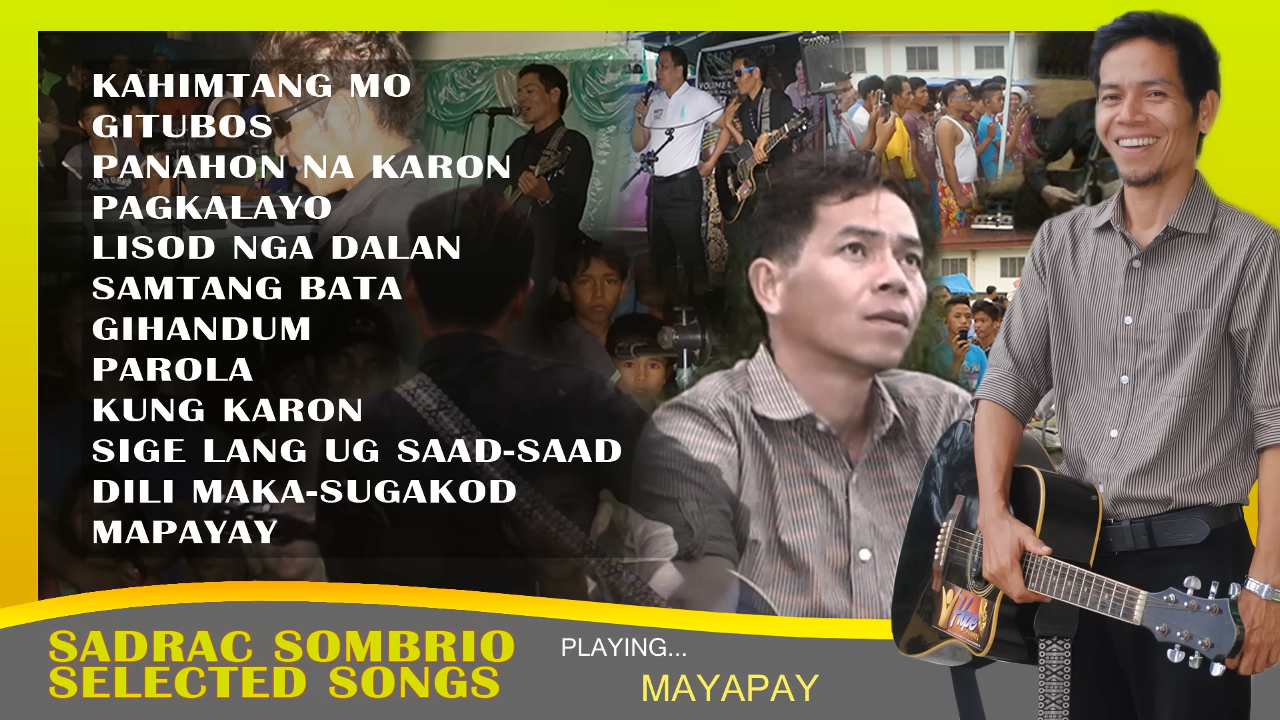 KAHIMTANG MO
GITUBOS
PANAHON NA KARON
PAGKALAYO
LISOD NGA DALAN
SAMTANG BATA
GIHANDUM
PAROLA
KUNG KARON
SIGE LANG UG SAAD-SAAD
DILI MAKA-SUGAKOD
MAPAYAY
SADRAC SOMBRIO
SELECTED SONGS
PLAYING...
MAYAPAY
Hope